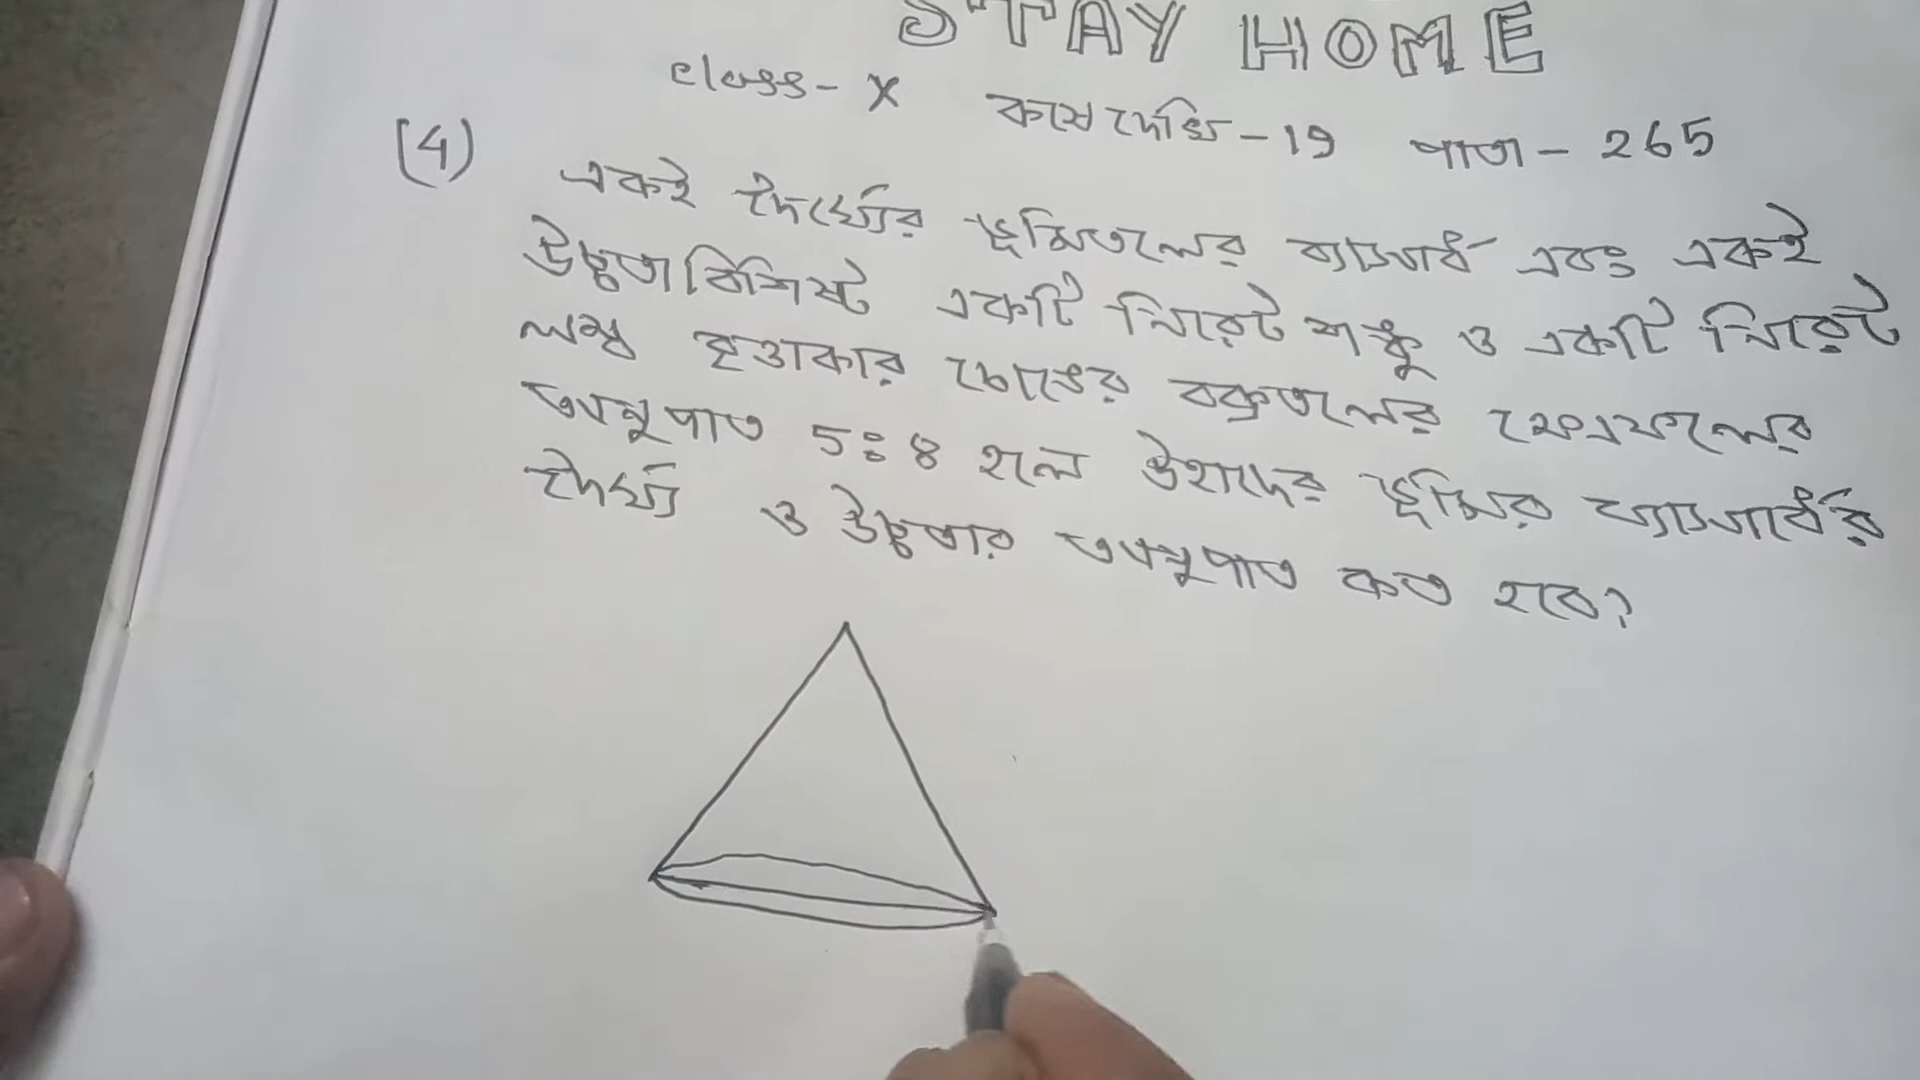 STAY HOME
class - X কষে দেখি - 19 পাতা - 265
(4) একই দৈর্ঘ্যের ভূমিতলের ব্যাসার্ধ এবং একই
উচ্চতা বিশিষ্ট একটি নিরেট শঙ্কু ও একটি নিরেট
লম্ব বৃত্তাকার চোঙের বক্রতলের ক্ষেত্রফলের
অনুপাত 5:8 হলে উহাদের ভূমির ব্যাসার্ধের
দৈর্ঘ্য ও উচ্চতার অনুপাত কত হবে?